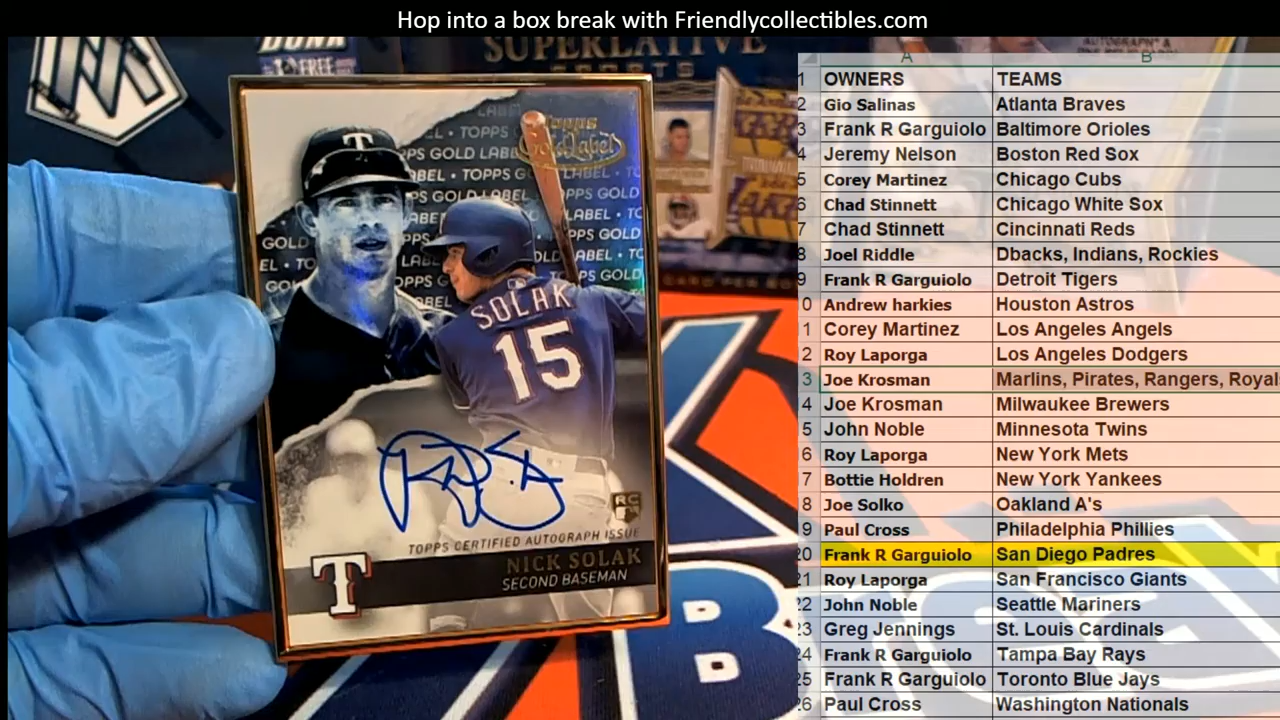 Hop into a box break with Friendlycollectibles.com
SUPERLATIVE
SPORTS
FREE
AUTOGRAPH
Topps
Gold Label
TOPPS GOLD LABEL
SOLAK
15
RC
TOPPS CERTIFIED AUTOGRAPH ISSUE
NICK SOLAK
SECOND BASEMAN
T
A B
1 OWNERS TEAMS
2 Gio Salinas Atlanta Braves
3 Frank R Garguiolo Baltimore Orioles
4 Jeremy Nelson Boston Red Sox
5 Corey Martinez Chicago Cubs
6 Chad Stinnett Chicago White Sox
7 Chad Stinnett Cincinnati Reds
8 Joel Riddle Dbacks, Indians, Rockies
9 Frank R Garguiolo Detroit Tigers
0 Andrew harkies Houston Astros
1 Corey Martinez Los Angeles Angels
2 Roy Laporga Los Angeles Dodgers
3 Joe Krosman Marlins, Pirates, Rangers, Royal
4 Joe Krosman Milwaukee Brewers
5 John Noble Minnesota Twins
6 Roy Laporga New York Mets
7 Bottie Holdren New York Yankees
8 Joe Solko Oakland A's
19 Paul Cross Philadelphia Phillies
20 Frank R Garguiolo San Diego Padres
21 Roy Laporga San Francisco Giants
22 John Noble Seattle Mariners
23 Greg Jennings St. Louis Cardinals
24 Frank R Garguiolo Tampa Bay Rays
25 Frank R Garguiolo Toronto Blue Jays
26 Paul Cross Washington Nationals